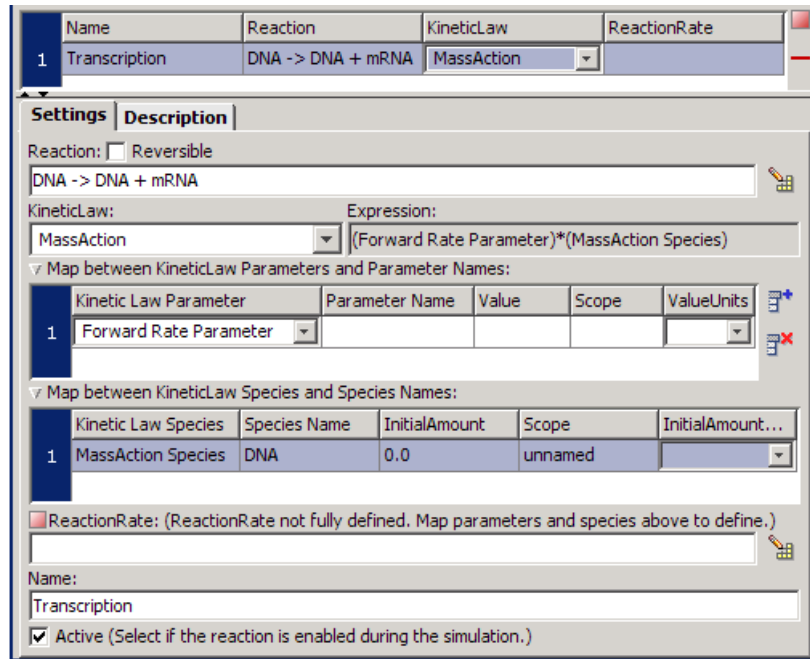 Name Reaction KineticLaw ReactionRate
1 Transcription DNA -> DNA + mRNA MassAction
Settings Description
Reaction: Reversible
DNA -> DNA + mRNA
KineticLaw: Expression:
MassAction (Forward Rate Parameter)*(MassAction Species)
Map between KineticLaw Parameters and Parameter Names:
Kinetic Law Parameter Parameter Name Value Scope ValueUnits
1 Forward Rate Parameter
Map between KineticLaw Species and Species Names:
Kinetic Law Species Species Name InitialAmount Scope InitialAmount...
1 MassAction Species DNA 0.0 unnamed
ReactionRate: (ReactionRate not fully defined. Map parameters and species above to define.)
Name:
Transcription
Active (Select if the reaction is enabled during the simulation.)